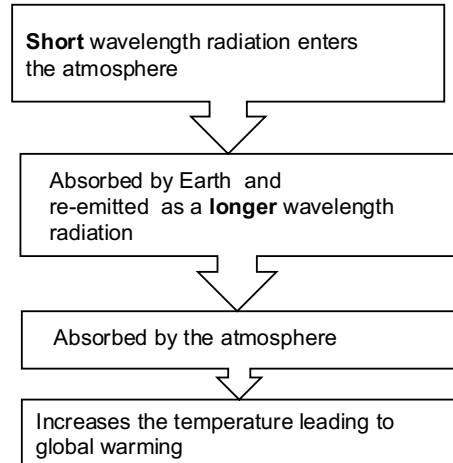 Short wavelength radiation enters
the atmosphere
Absorbed by Earth and
re-emitted as a longer wavelength
radiation
Absorbed by the atmosphere
Increases the temperature leading to
global warming